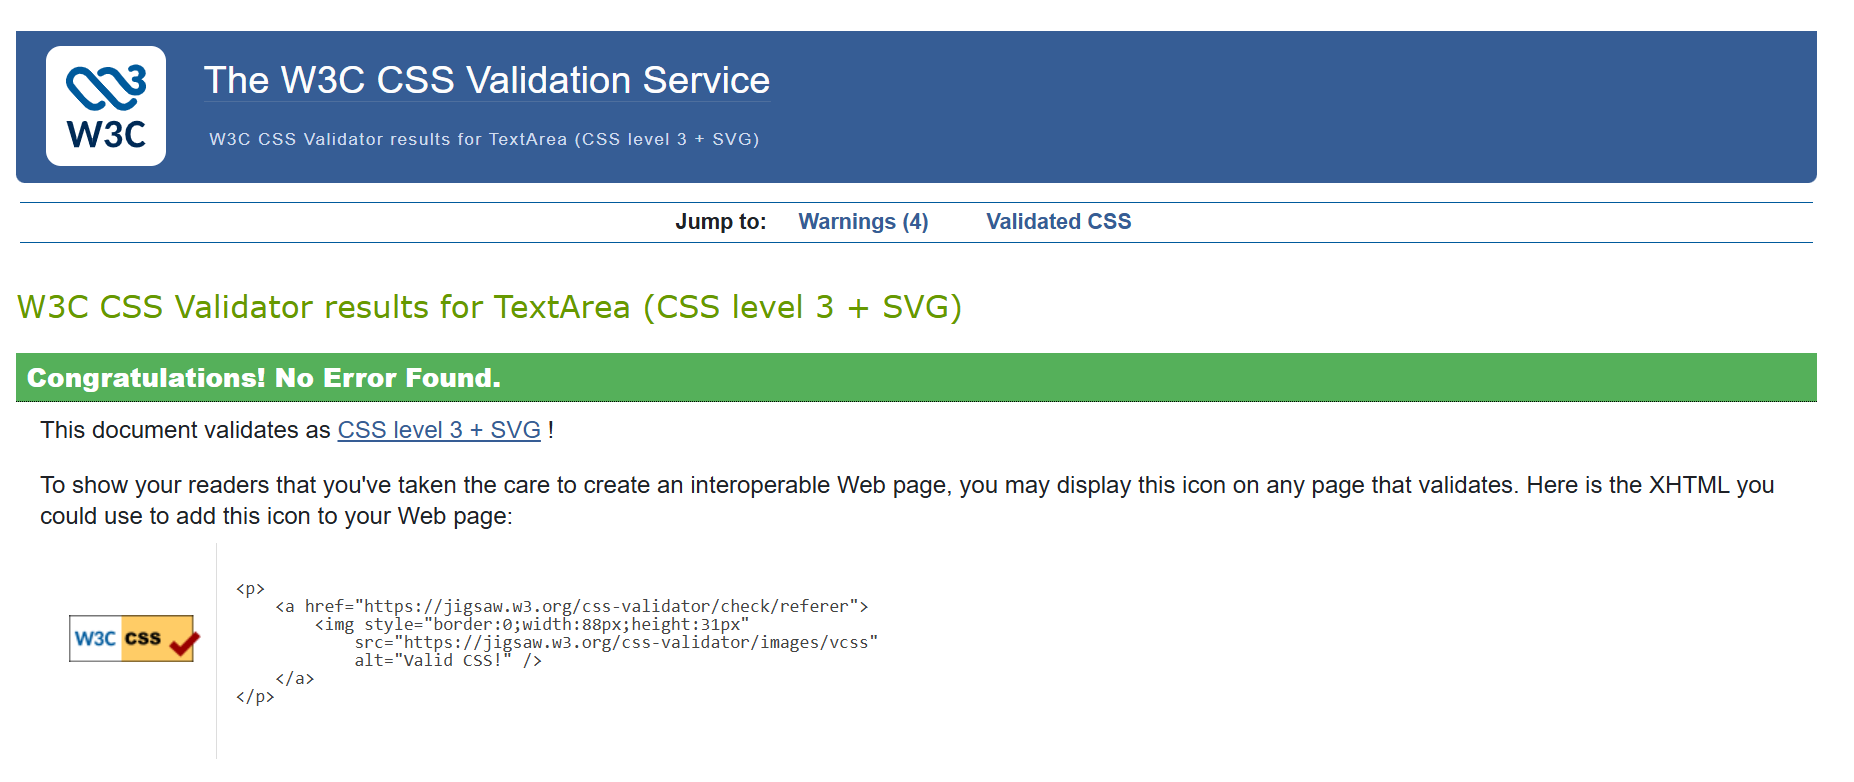 W3C
The W3C CSS Validation Service
W3C CSS Validator results for TextArea (CSS level 3 + SVG)
Jump to: Warnings (4) Validated CSS
W3C CSS Validator results for TextArea (CSS level 3 + SVG)
Congratulations! No Error Found.
This document validates as CSS level 3 + SVG !
To show your readers that you've taken the care to create an interoperable Web page, you may display this icon on any page that validates. Here is the XHTML you
could use to add this icon to your Web page:
W3C css
<p>
    <a href="https://jigsaw.w3.org/css-validator/check/referer">
        <img style="border:0;width:88px;height:31px"
            src="https://jigsaw.w3.org/css-validator/images/vcss"
            alt="Valid CSS!" />
    </a>
</p>